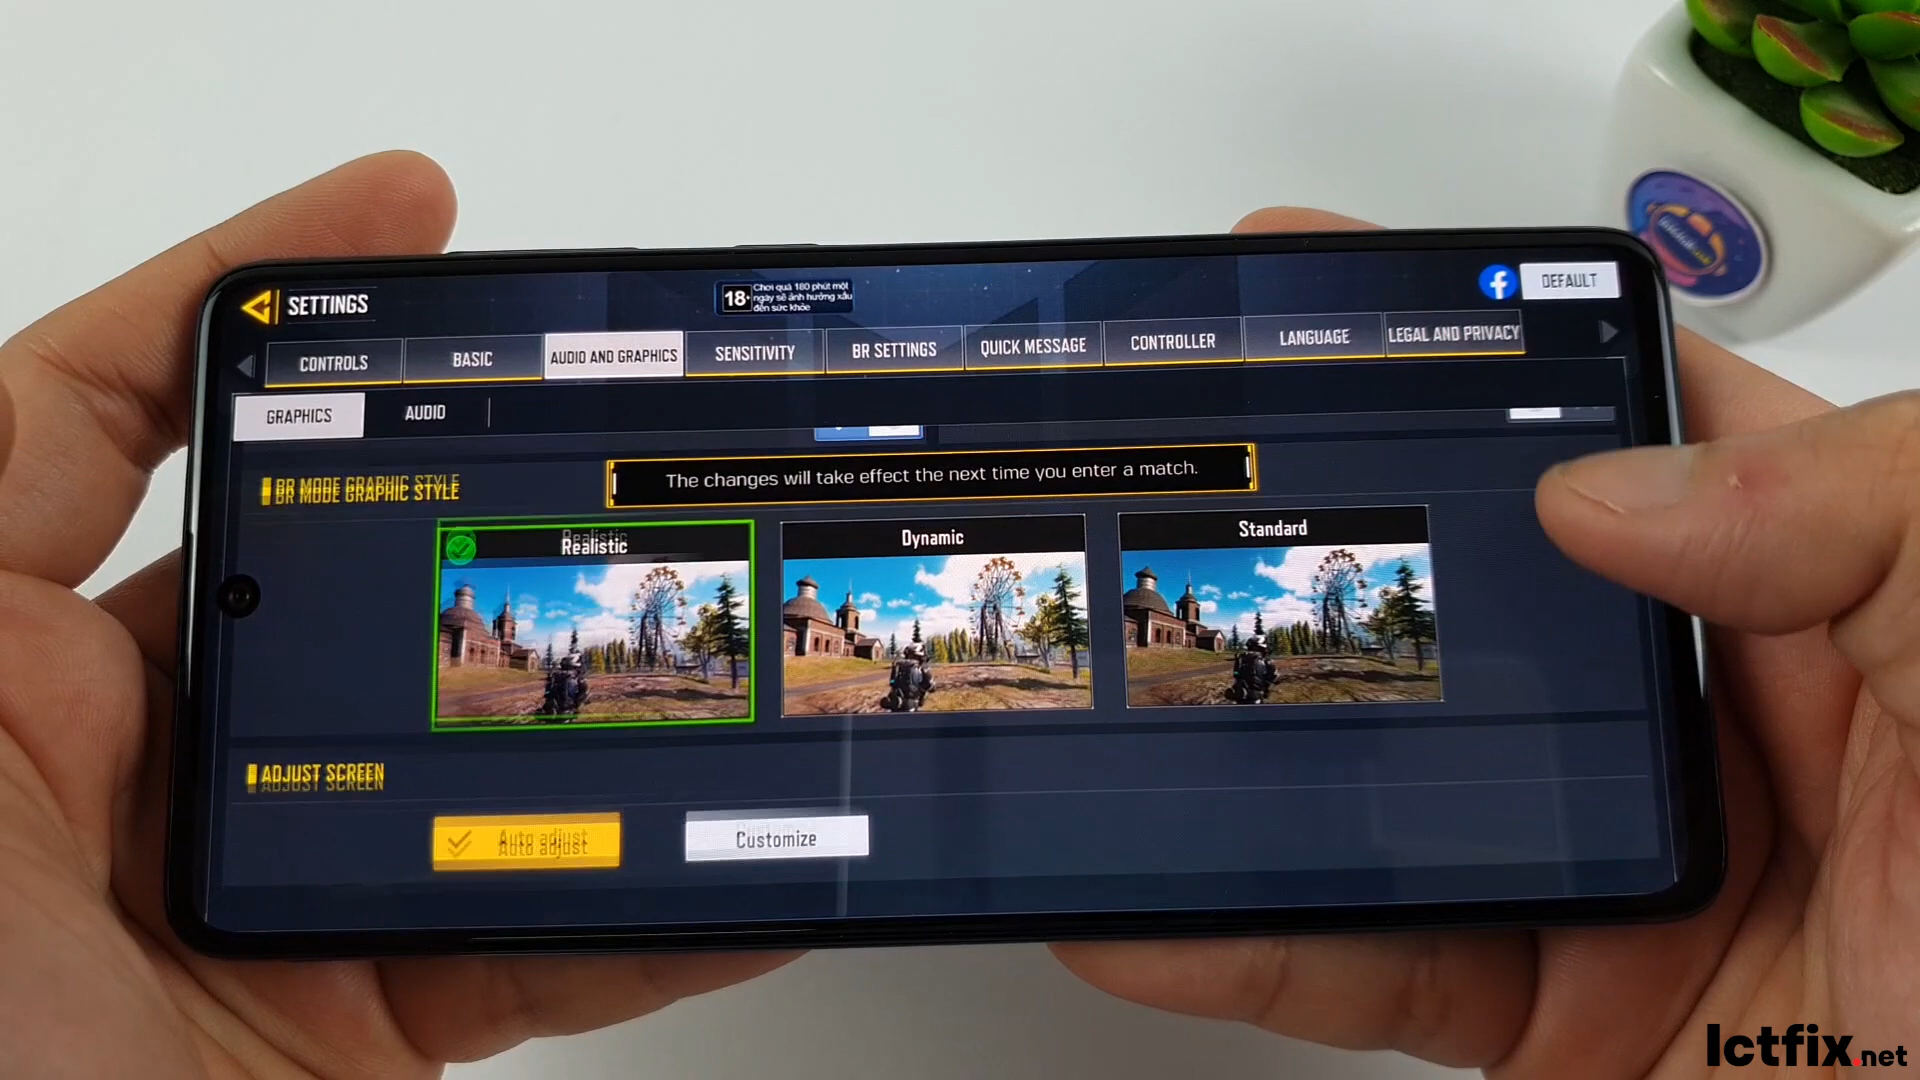 SETTINGS
18+
Chơi quá 180 phút một
ngày sẽ ảnh hưởng xấu
đến sức khỏe
DEFAULT
CONTROLS
BASIC
AUDIO AND GRAPHICS
SENSITIVITY
BR SETTINGS
QUICK MESSAGE
CONTROLLER
LANGUAGE
LEGAL AND PRIVACY
GRAPHICS
AUDIO
BR MODE GRAPHIC STYLE
The changes will take effect the next time you enter a match.
Realistic
Dynamic
Standard
ADJUST SCREEN
Auto adjust
Customize
Ictfix.net